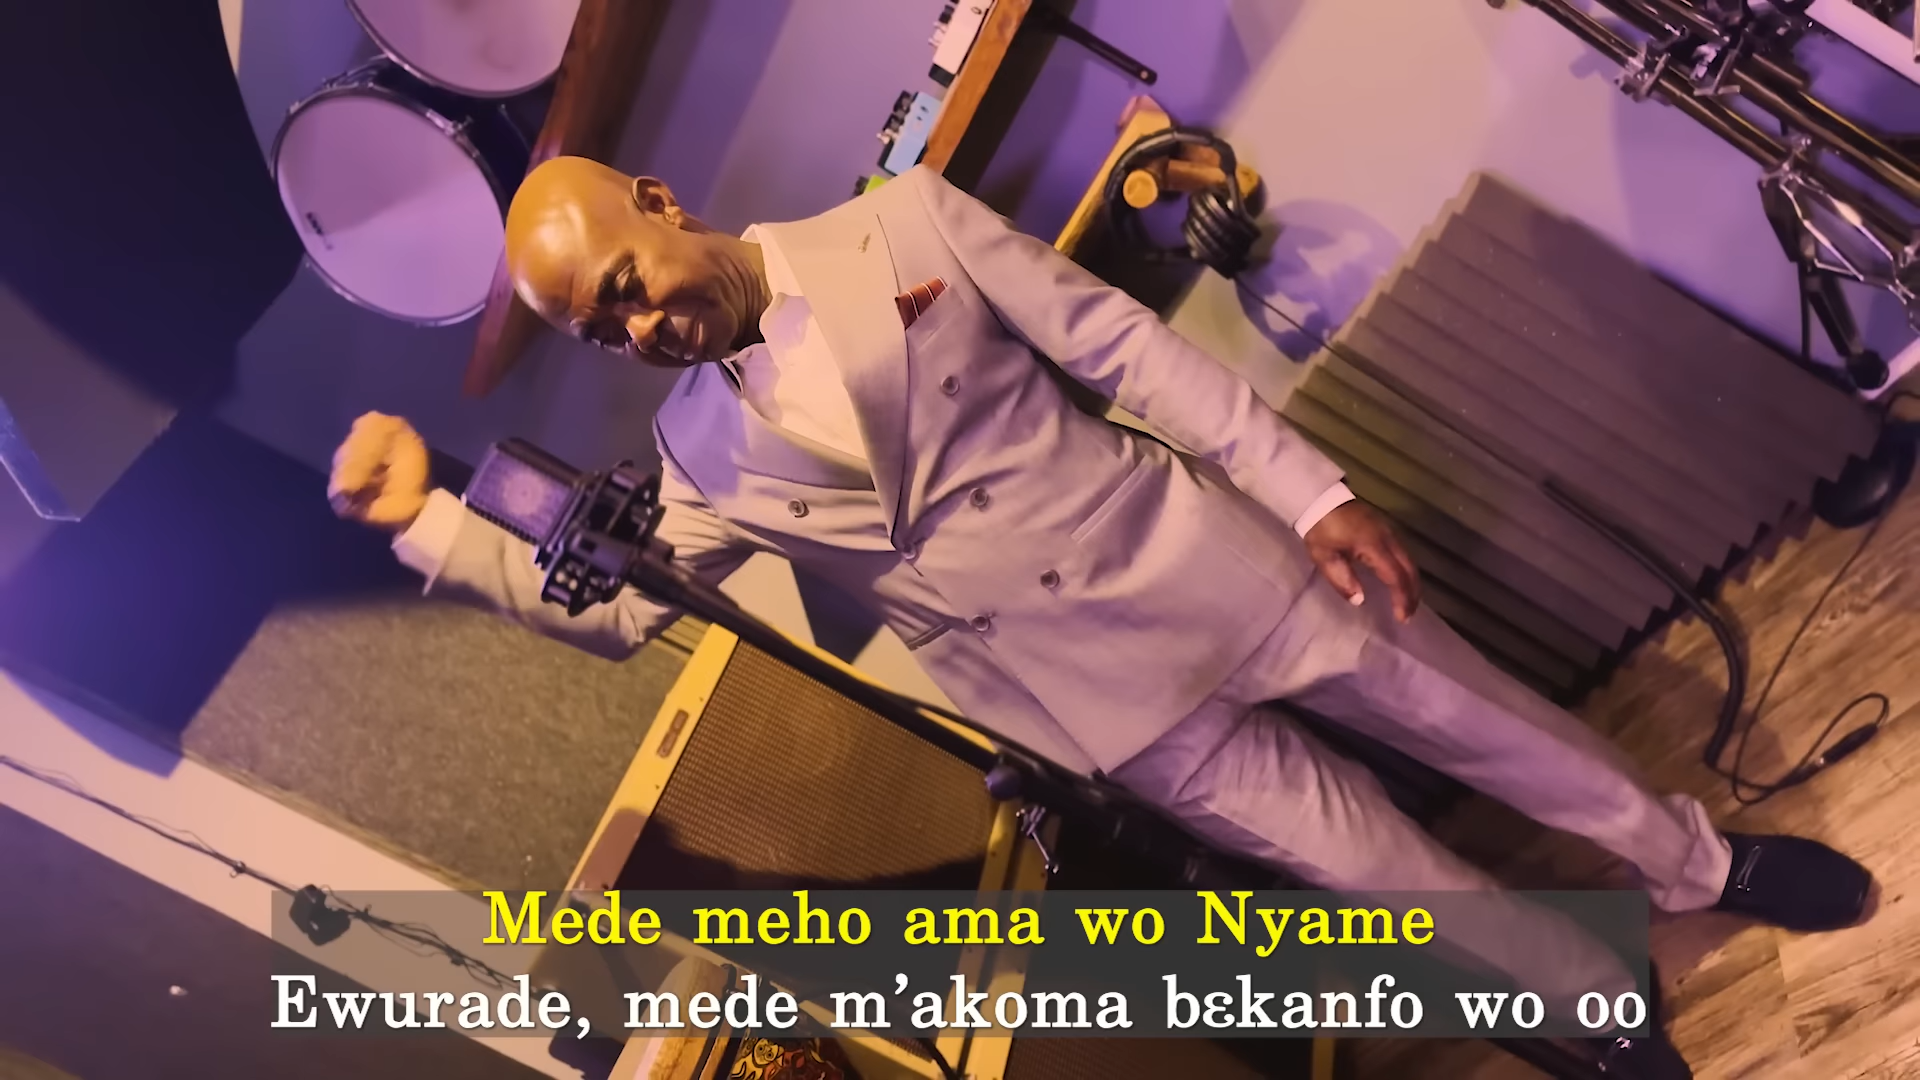 Mede meho ama wo Nyame
Ewurade, mede m’akoma bɛkanfo wo oo